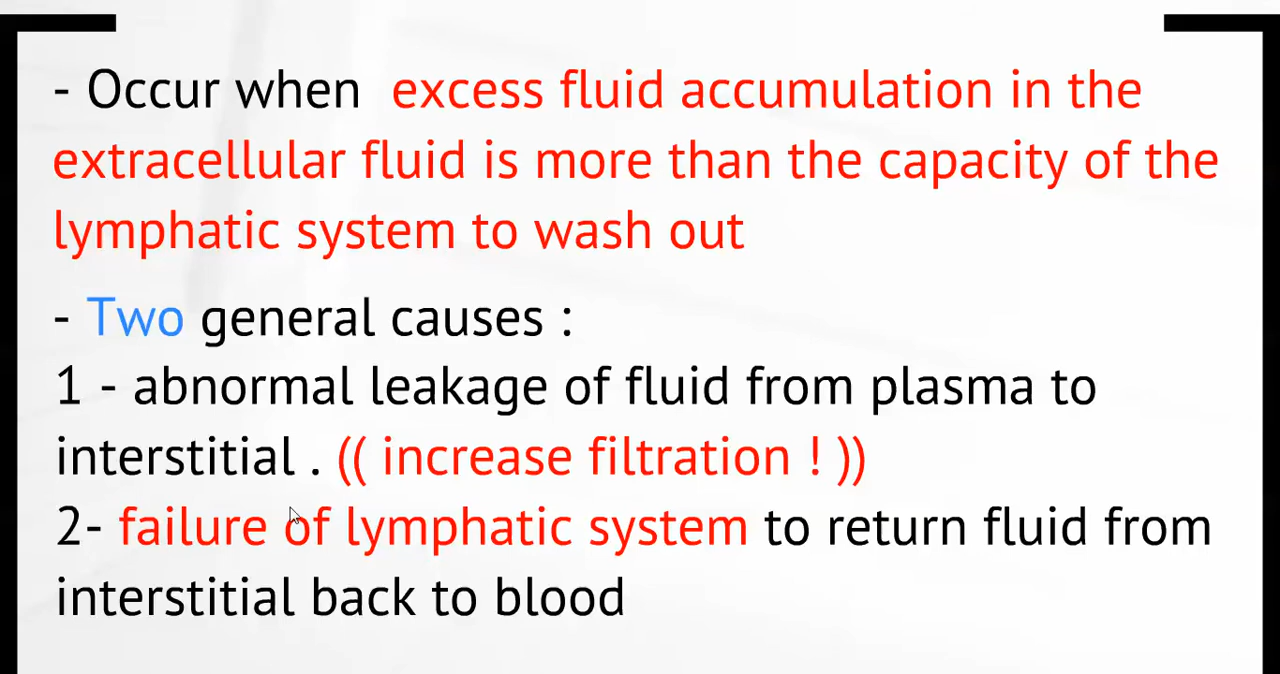 - Occur when excess fluid accumulation in the
extracellular fluid is more than the capacity of the
lymphatic system to wash out
- Two general causes :
1 - abnormal leakage of fluid from plasma to
interstitial . (( increase filtration ! ))
2- failure of lymphatic system to return fluid from
interstitial back to blood